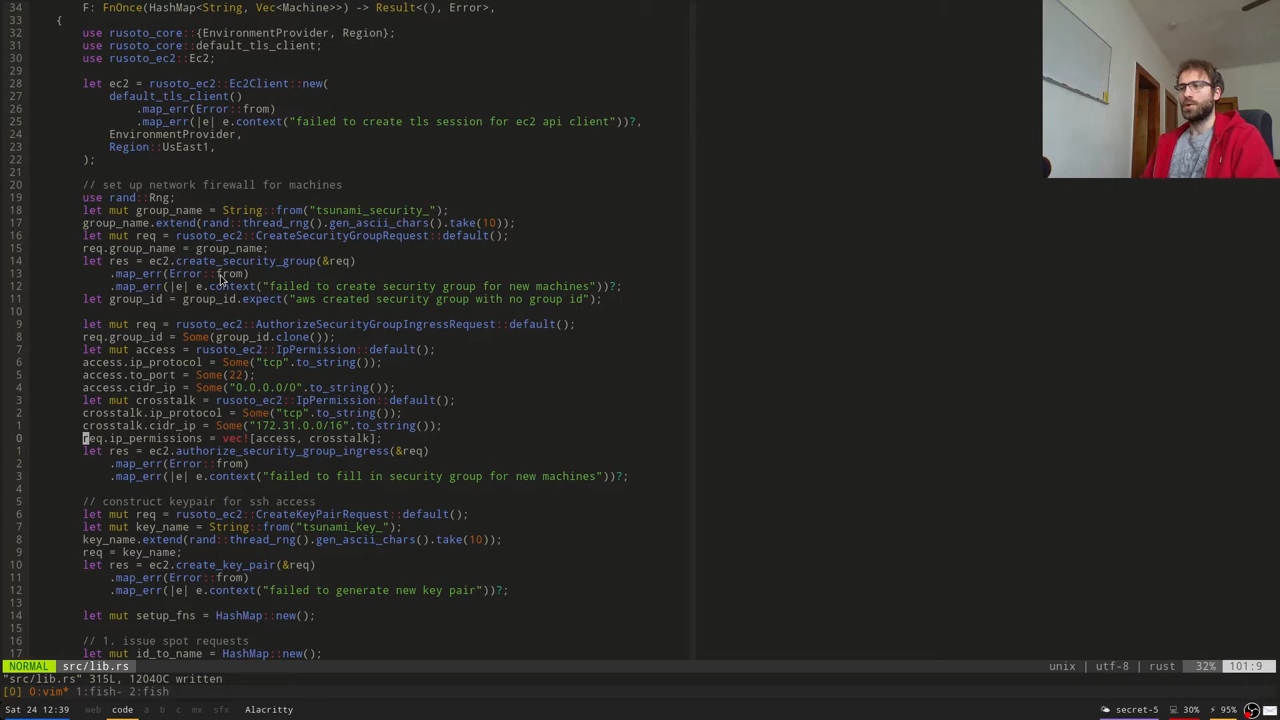 34         F: FnOnce(HashMap<String, Vec<Machine>>) -> Result<(), Error>,
33     {
32         use rusoto_core::{EnvironmentProvider, Region};
31         use rusoto_core::default_tls_client;
30         use rusoto_ec2::Ec2;
29
28         let ec2 = rusoto_ec2::Ec2Client::new(
27             default_tls_client()
26                 .map_err(Error::from)
25                 .map_err(|e| e.context("failed to create tls session for ec2 api client"))?,
24             EnvironmentProvider,
23             Region::UsEast1,
22         );
21
20         // set up network firewall for machines
19         use rand::Rng;
18         let mut group_name = String::from("tsunami_security_");
17         group_name.extend(rand::thread_rng().gen_ascii_chars().take(10));
16         let mut req = rusoto_ec2::CreateSecurityGroupRequest::default();
15         req.group_name = group_name;
14         let res = ec2.create_security_group(&req)
13             .map_err(Error::from)
12             .map_err(|e| e.context("failed to create security group for new machines"))?;
11         let group_id = group_id.expect("aws created security group with no group id");
10
9         let mut req = rusoto_ec2::AuthorizeSecurityGroupIngressRequest::default();
8         req.group_id = Some(group_id.clone());
7         let mut access = rusoto_ec2::IpPermission::default();
6         access.ip_protocol = Some("tcp".to_string());
5         access.to_port = Some(22);
4         access.cidr_ip = Some("0.0.0.0/0".to_string());
3         let mut crosstalk = rusoto_ec2::IpPermission::default();
2         crosstalk.ip_protocol = Some("tcp".to_string());
1         crosstalk.cidr_ip = Some("172.31.0.0/16".to_string());
0         req.ip_permissions = vec![access, crosstalk];
1         let res = ec2.authorize_security_group_ingress(&req)
2             .map_err(Error::from)
3             .map_err(|e| e.context("failed to fill in security group for new machines"))?;
4
5         // construct keypair for ssh access
6         let mut req = rusoto_ec2::CreateKeyPairRequest::default();
7         let mut key_name = String::from("tsunami_key_");
8         key_name.extend(rand::thread_rng().gen_ascii_chars().take(10));
9         req = key_name;
10         let res = ec2.create_key_pair(&req)
11             .map_err(Error::from)
12             .map_err(|e| e.context("failed to generate new key pair"))?;
13
14         let mut setup_fns = HashMap::new();
15
16         // 1. issue spot requests
17         let mut id_to_name = HashMap::new();
NORMAL src/lib.rs unix | utf-8 | rust 32% 101:9
"src/lib.rs" 315L, 12040C written
[0] 0:vim* 1:fish- 2:fish
Sat 24 12:39 web code a b c mx sfx Alacritty secret-5 30% 95%